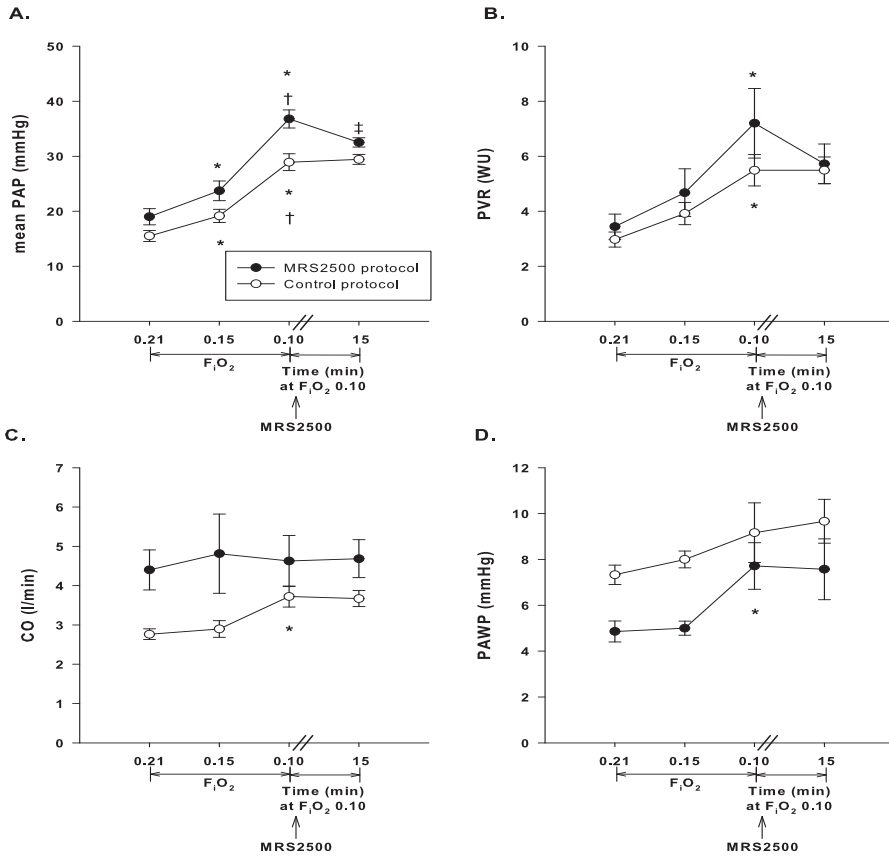 A.
50
40
30
20
10
0
mean PAP (mmHg)
*
†
‡
*
*
†
*
MRS2500 protocol
Control protocol
0.21 0.15 0.10 15
FiO2
Time (min)
at FiO2 0.10
MRS2500
B.
10
8
6
4
2
0
PVR (WU)
*
*
0.21 0.15 0.10 15
FiO2
Time (min)
at FiO2 0.10
MRS2500
C.
7
6
5
4
3
2
1
0
CO (l/min)
*
0.21 0.15 0.10 15
FiO2
Time (min)
at FiO2 0.10
MRS2500
D.
12
10
8
6
4
2
0
PAWP (mmHg)
*
0.21 0.15 0.10 15
FiO2
Time (min)
at FiO2 0.10
MRS2500